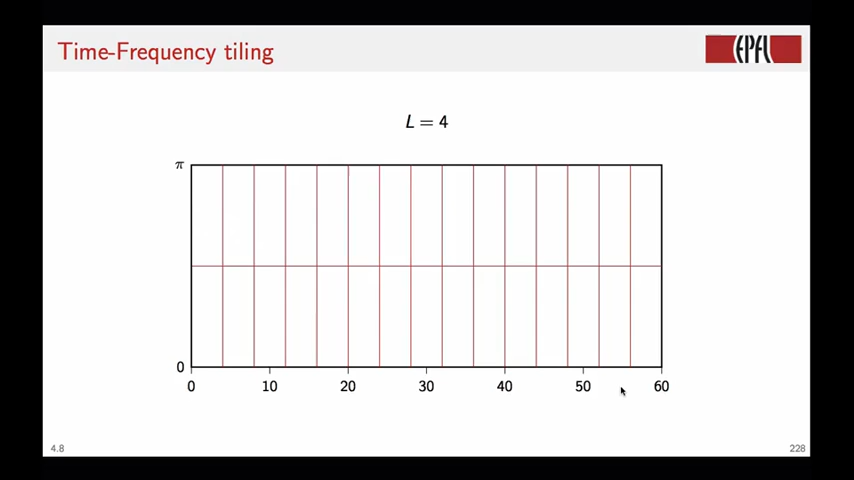 Time-Frequency tiling
EPFL
L = 4
π
0
0 10 20 30 40 50 60
4.8
228